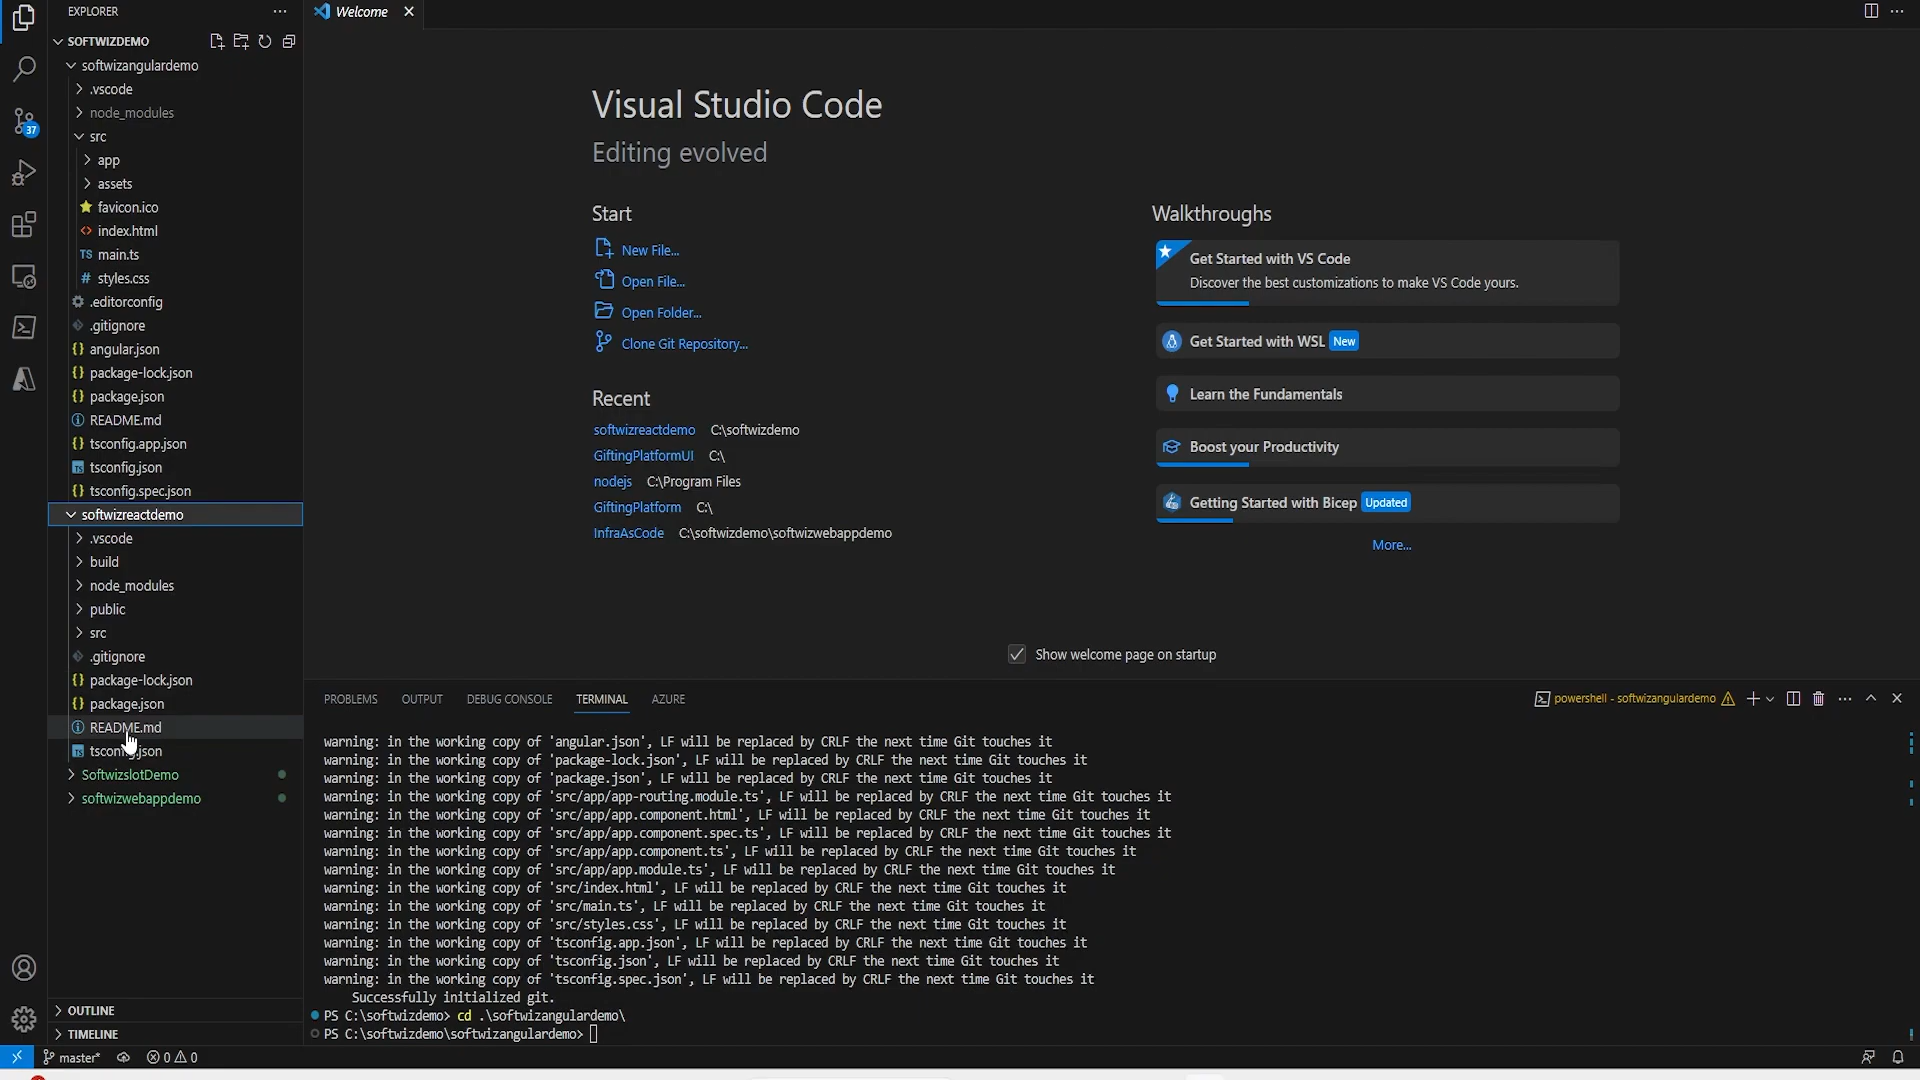 EXPLORER
Welcome
SOFTWIZDEMO
softwizangulardemo
.vscode
node_modules
src
app
assets
favicon.ico
index.html
TS main.ts
# styles.css
.editorconfig
.gitignore
{} angular.json
{} package-lock.json
{} package.json
README.md
{} tsconfig.app.json
TS tsconfig.json
{} tsconfig.spec.json
softwizreactdemo
.vscode
build
node_modules
public
src
.gitignore
{} package-lock.json
{} package.json
README.md
TS tsconfig.json
SoftwizslotDemo
softwizwebappdemo
OUTLINE
TIMELINE
37
Visual Studio Code
Editing evolved
Start
New File...
Open File...
Open Folder...
Clone Git Repository...
Recent
softwizreactdemo C:\softwizdemo
GiftingPlatformUI C:\
nodejs C:\Program Files
GiftingPlatform C:\
InfraAsCode C:\softwizdemo\softwizwebappdemo
Walkthroughs
Get Started with VS Code
Discover the best customizations to make VS Code yours.
Get Started with WSL New
Learn the Fundamentals
Boost your Productivity
Getting Started with Bicep Updated
More...
Show welcome page on startup
PROBLEMS OUTPUT DEBUG CONSOLE TERMINAL AZURE
powershell - softwizangulardemo
warning: in the working copy of 'angular.json', LF will be replaced by CRLF the next time Git touches it
warning: in the working copy of 'package-lock.json', LF will be replaced by CRLF the next time Git touches it
warning: in the working copy of 'package.json', LF will be replaced by CRLF the next time Git touches it
warning: in the working copy of 'src/app/app-routing.module.ts', LF will be replaced by CRLF the next time Git touches it
warning: in the working copy of 'src/app/app.component.html', LF will be replaced by CRLF the next time Git touches it
warning: in the working copy of 'src/app/app.component.spec.ts', LF will be replaced by CRLF the next time Git touches it
warning: in the working copy of 'src/app/app.component.ts', LF will be replaced by CRLF the next time Git touches it
warning: in the working copy of 'src/app/app.module.ts', LF will be replaced by CRLF the next time Git touches it
warning: in the working copy of 'src/index.html', LF will be replaced by CRLF the next time Git touches it
warning: in the working copy of 'src/main.ts', LF will be replaced by CRLF the next time Git touches it
warning: in the working copy of 'src/styles.css', LF will be replaced by CRLF the next time Git touches it
warning: in the working copy of 'tsconfig.app.json', LF will be replaced by CRLF the next time Git touches it
warning: in the working copy of 'tsconfig.json', LF will be replaced by CRLF the next time Git touches it
warning: in the working copy of 'tsconfig.spec.json', LF will be replaced by CRLF the next time Git touches it
Successfully initialized git.
PS C:\softwizdemo> cd .\softwizangulardemo\
PS C:\softwizdemo\softwizangulardemo>
master* 0 0